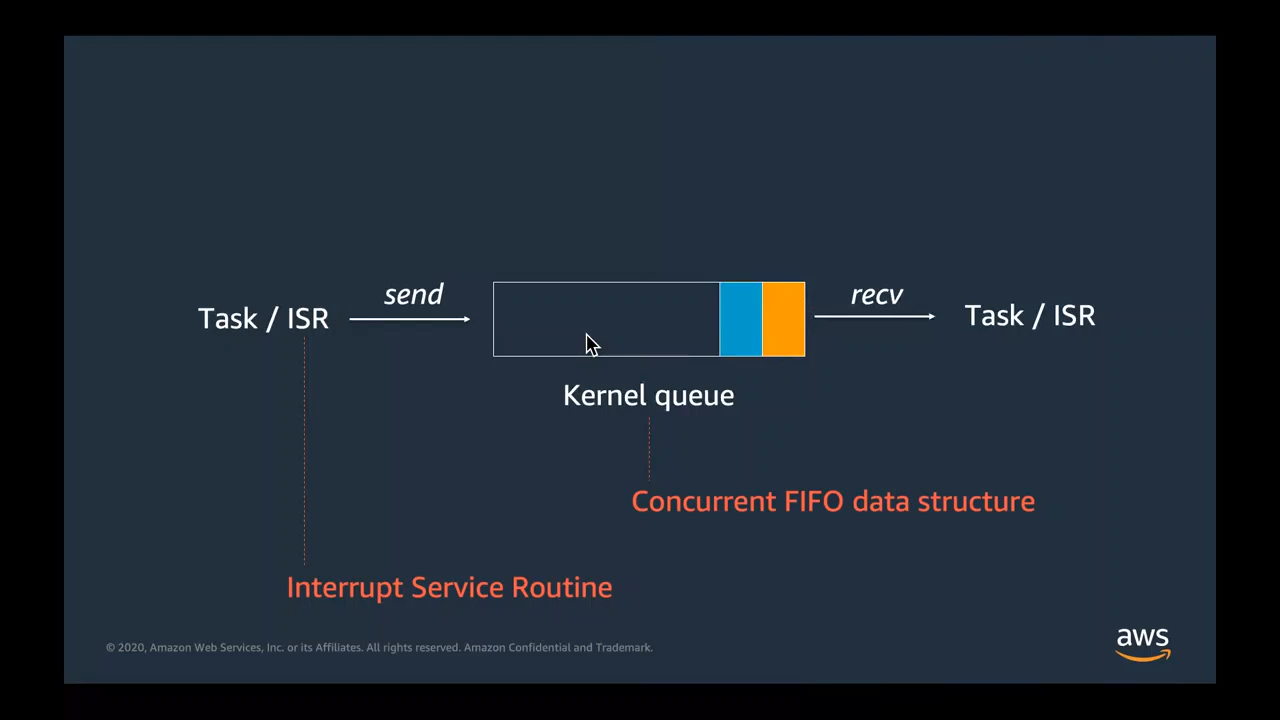 send
recv
Task / ISR
Task / ISR
Kernel queue
Concurrent FIFO data structure
Interrupt Service Routine
© 2020, Amazon Web Services, Inc. or its Affiliates. All rights reserved. Amazon Confidential and Trademark.
aws